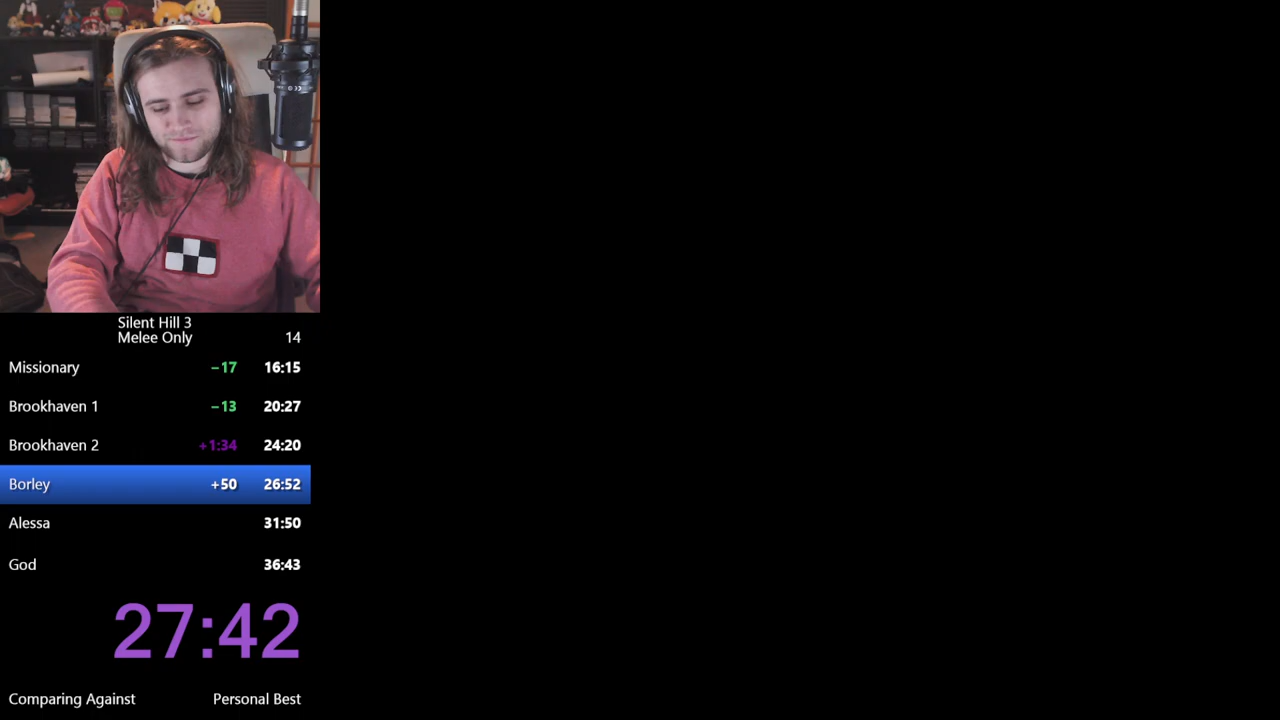 Silent Hill 3
Melee Only 14
Missionary −17 16:15
Brookhaven 1 −13 20:27
Brookhaven 2 +1:34 24:20
Borley +50 26:52
Alessa 31:50
God 36:43
27:42
Comparing Against Personal Best